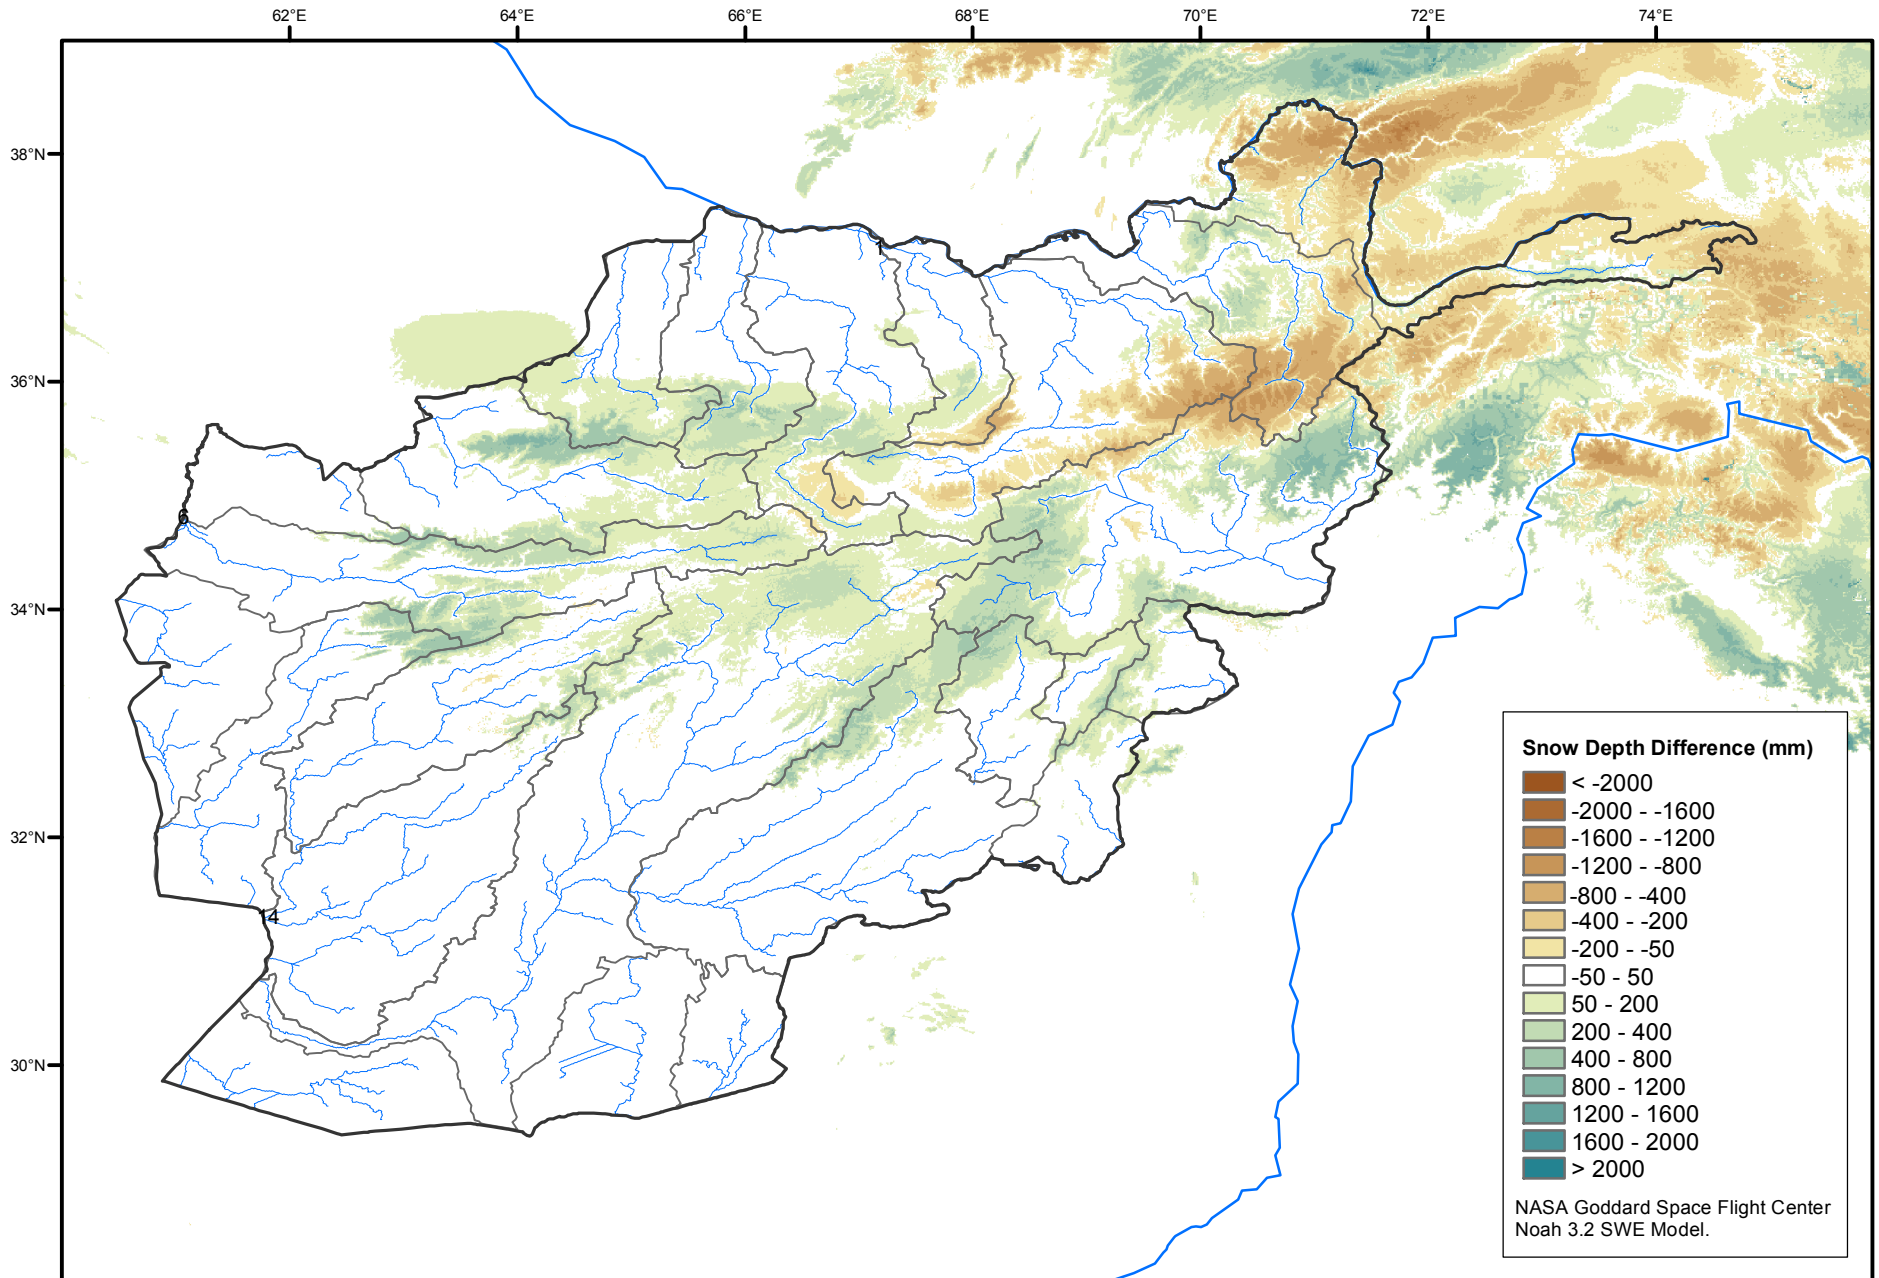 62°E
64°E
66°E
68°E
70°E
72°E
74°E
38°N
36°N
34°N
32°N
30°N
1
6
14
Snow Depth Difference (mm)
< -2000
-2000 - -1600
-1600 - -1200
-1200 - -800
-800 - -400
-400 - -200
-200 - -50
-50 - 50
50 - 200
200 - 400
400 - 800
800 - 1200
1200 - 1600
1600 - 2000
> 2000
NASA Goddard Space Flight Center
Noah 3.2 SWE Model.